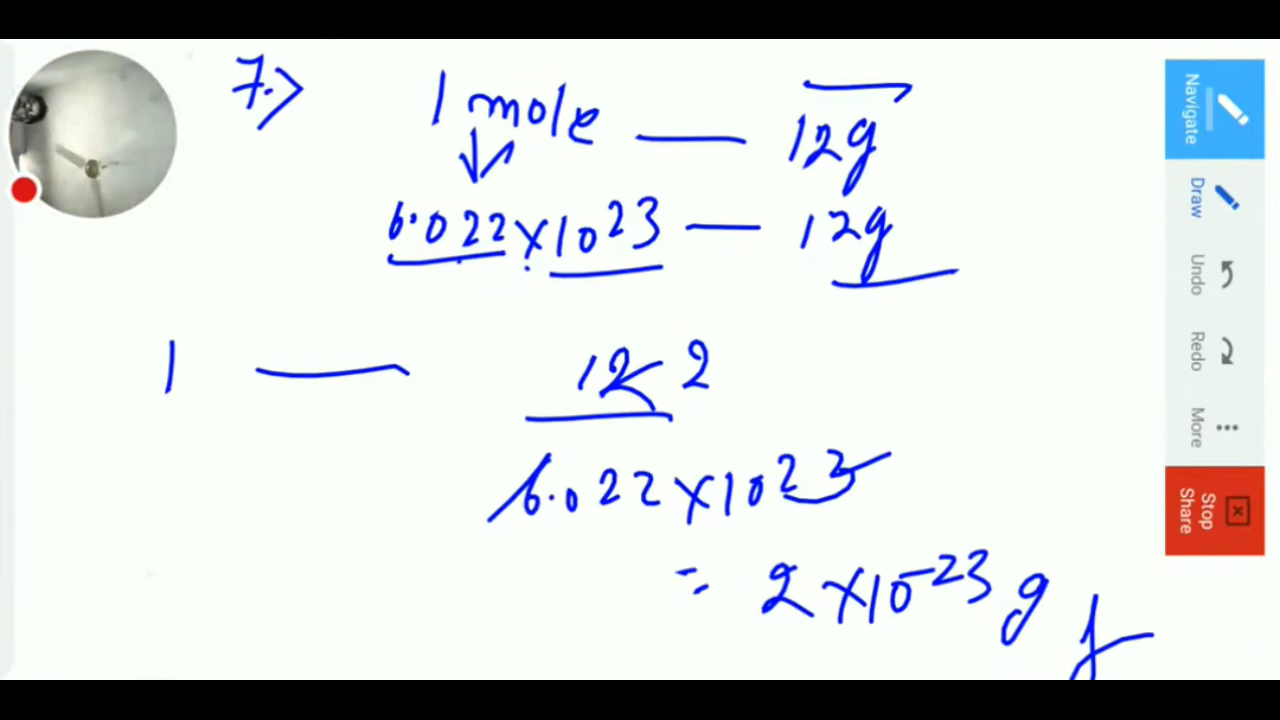 7.>
1 mole — 12g
6.022×10²³ — 12g
1 — 12 2
6.022×10²³
= 2×10⁻²³ g
Navigate
Draw
Undo
Redo
More
Stop
Share